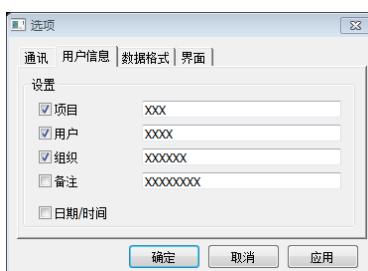 选项
通讯 用户信息 数据格式 界面
设置
项目 XXX
用户 XXXX
组织 XXXXXX
备注 XXXXXXXX
日期/时间
确定 取消 应用